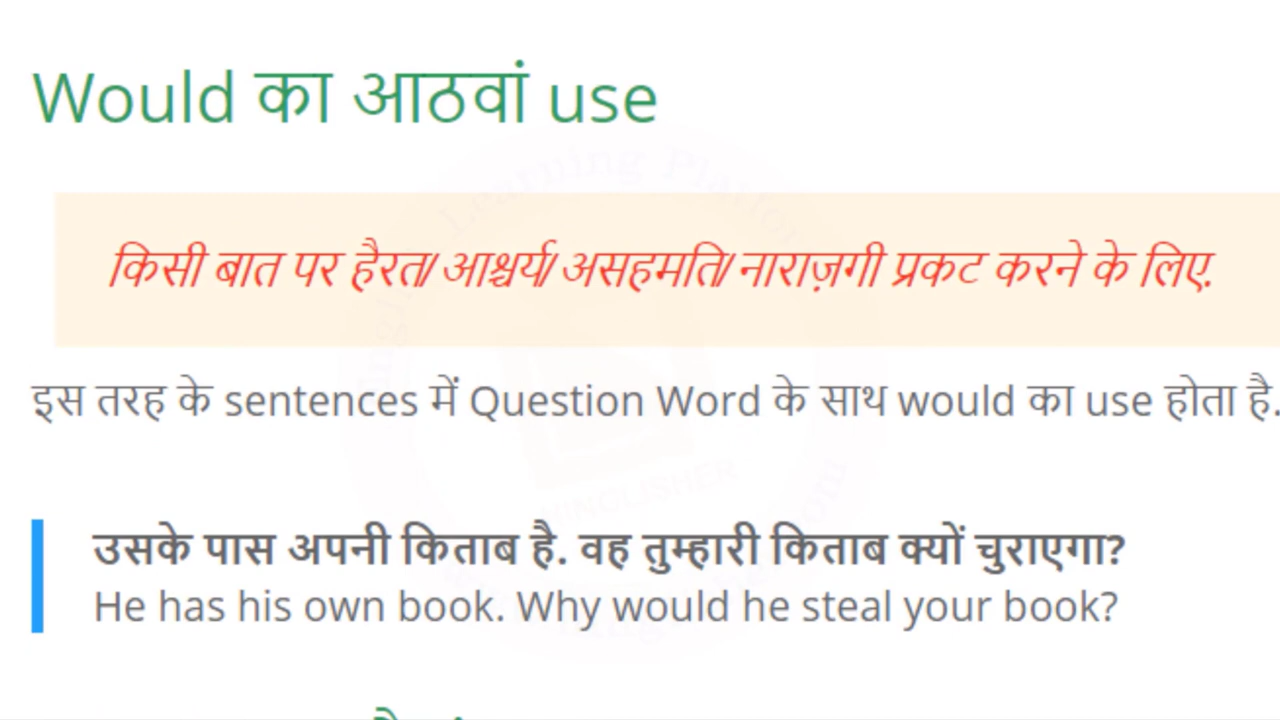 Would का आठवां use
किसी बात पर हैरत/ आश्चर्य/ असहमति/ नाराज़गी प्रकट करने के लिए.
इस तरह के sentences में Question Word के साथ would का use होता है.
उसके पास अपनी किताब है. वह तुम्हारी किताब क्यों चुराएगा?
He has his own book. Why would he steal your book?